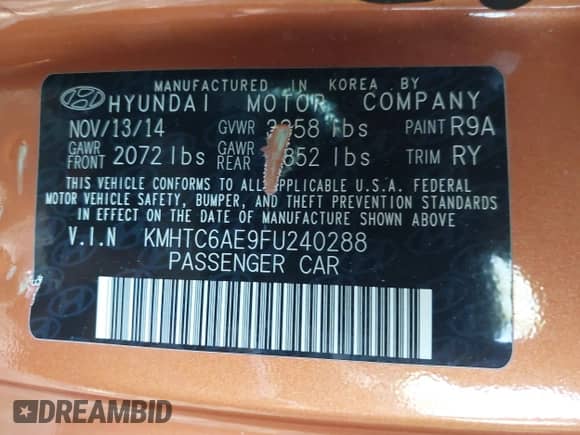 MANUFACTURED IN KOREA BY
HYUNDAI MOTOR COMPANY
NOV/13/14 GVWR 3858 lbs PAINT R9A
GAWR FRONT 2072 lbs GAWR REAR 852 lbs TRIM RY
THIS VEHICLE CONFORMS TO ALL APPLICABLE U.S.A. FEDERAL
MOTOR VEHICLE SAFETY, BUMPER, AND THEFT PREVENTION STANDARDS
IN EFFECT ON THE DATE OF MANUFACTURE SHOWN ABOVE
V.I.N KMHTC6AE9FU240288
PASSENGER CAR
DREAMBID